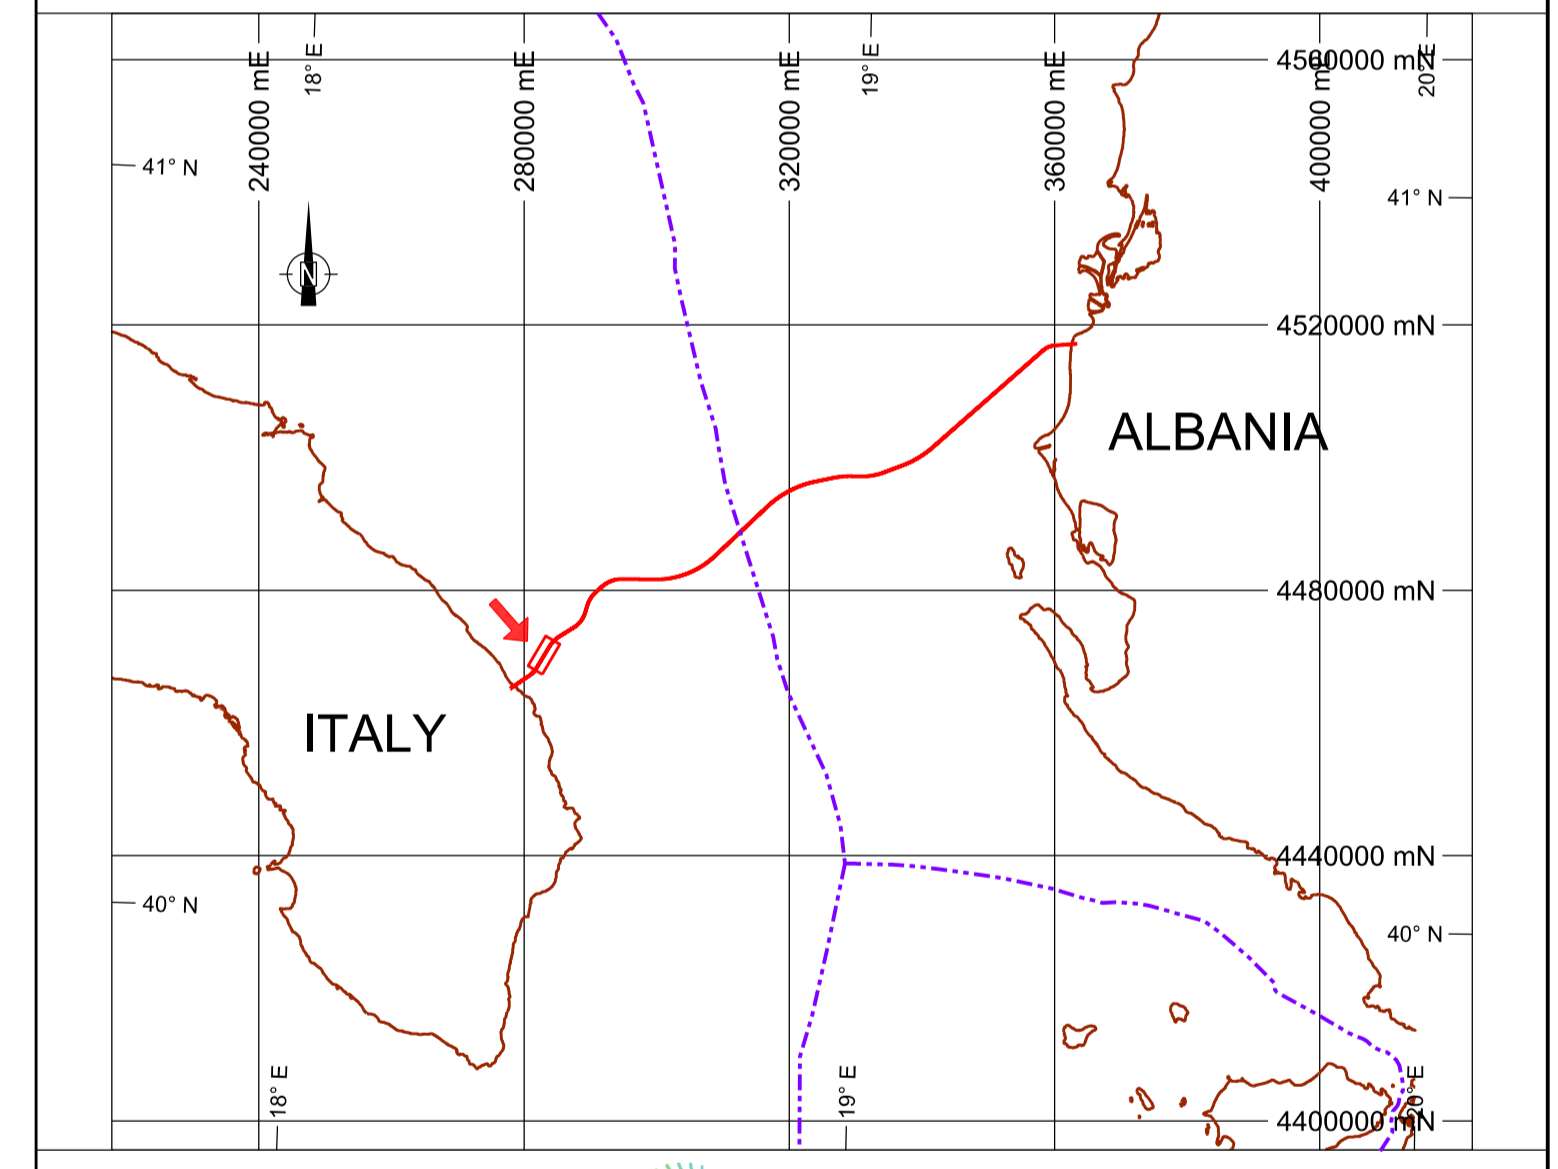 18° E
19° E
20° E
240000 mE
280000 mE
320000 mE
360000 mE
400000 mE
4560000 mN
41° N
41° N
N
4520000 mN
ALBANIA
4480000 mN
ITALY
4440000 mN
40° N
40° N
18° E
19° E
20° E
4400000 mN